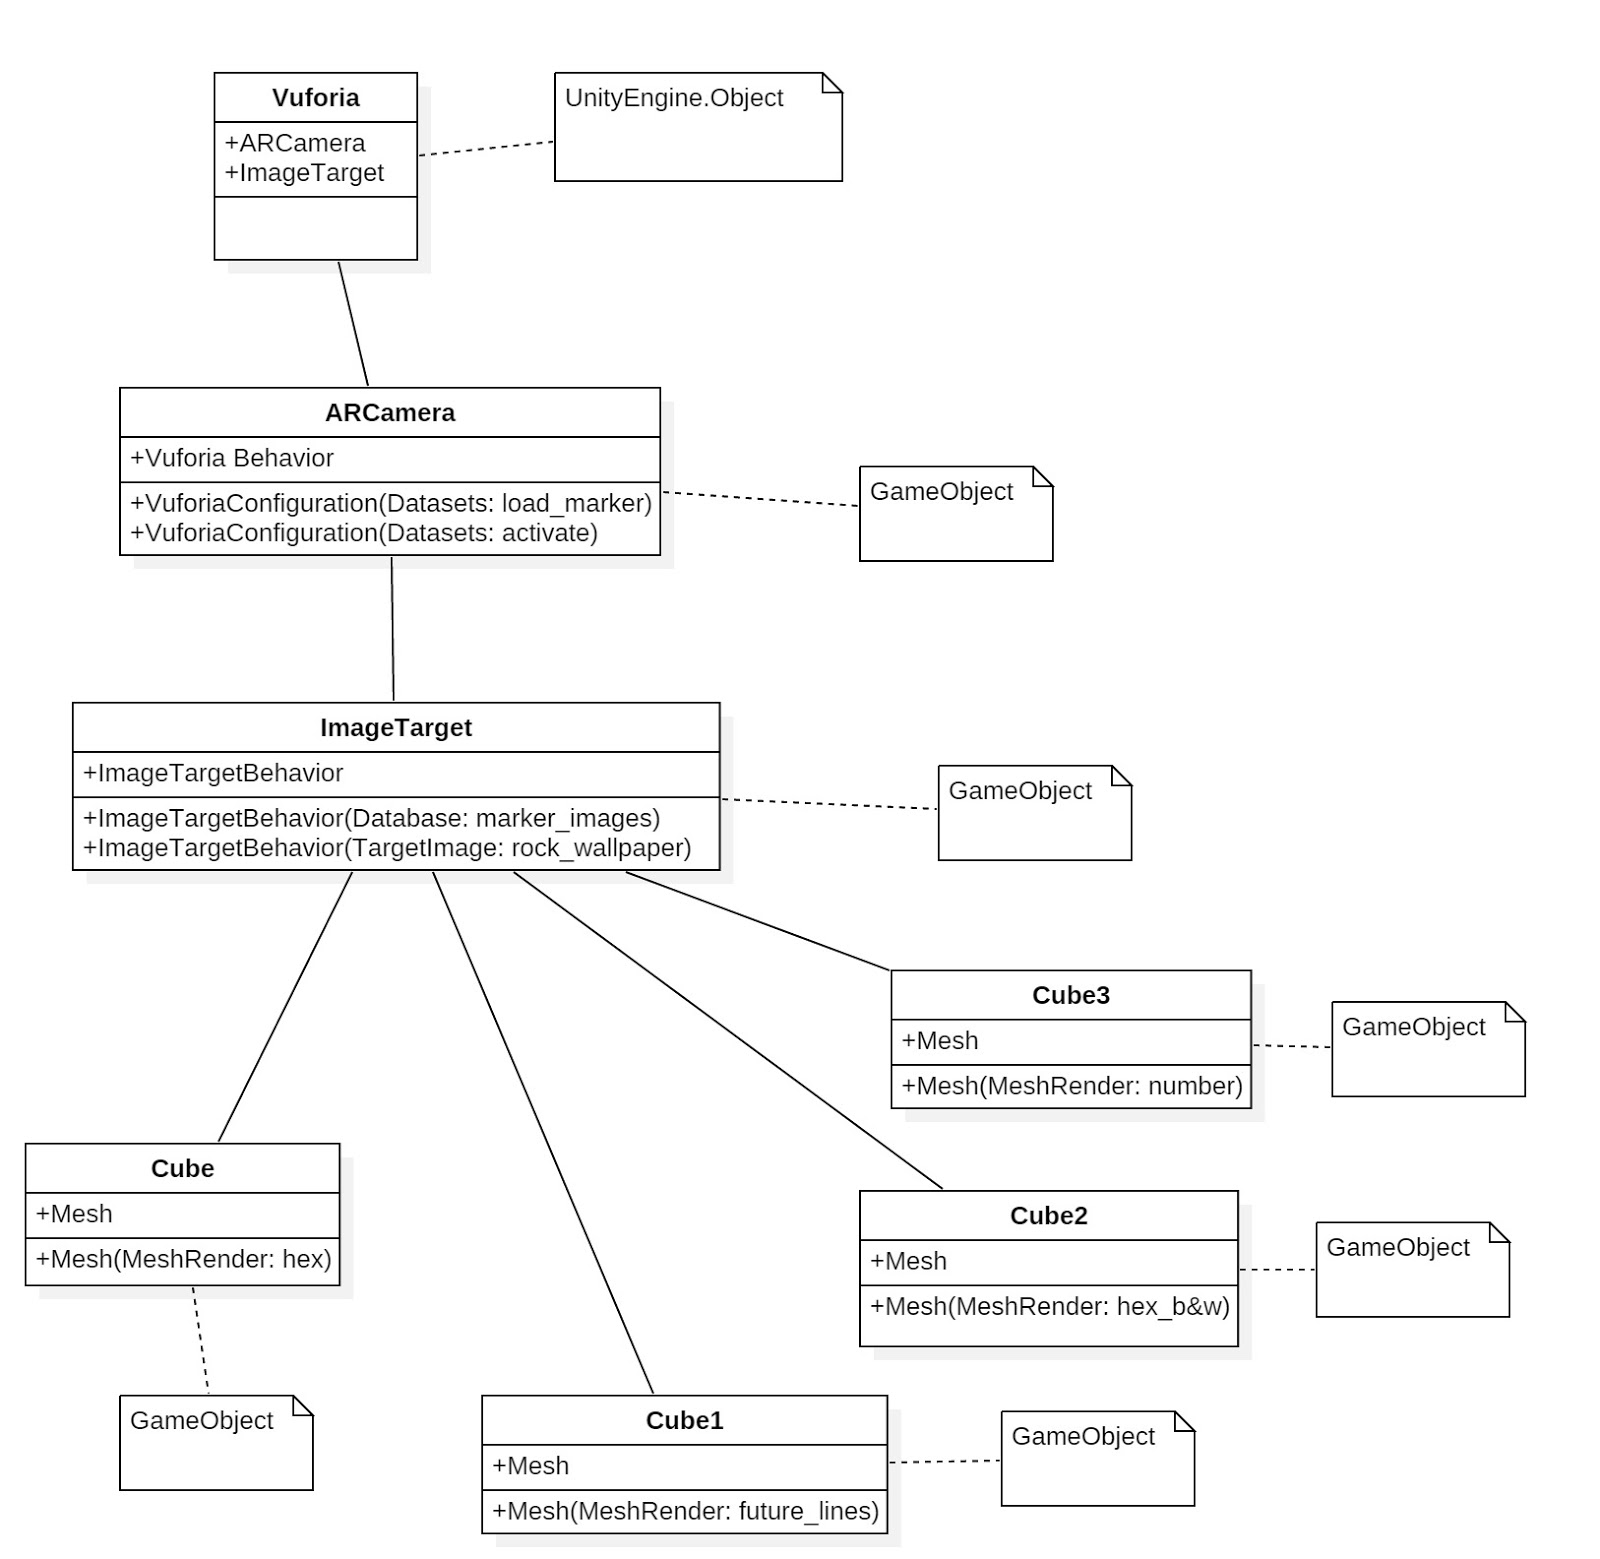 Vuforia
+ARCamera
+ImageTarget
UnityEngine.Object
ARCamera
+Vuforia Behavior
+VuforiaConfiguration(Datasets: load_marker)
+VuforiaConfiguration(Datasets: activate)
GameObject
ImageTarget
+ImageTargetBehavior
+ImageTargetBehavior(Database: marker_images)
+ImageTargetBehavior(TargetImage: rock_wallpaper)
GameObject
Cube3
+Mesh
+Mesh(MeshRender: number)
GameObject
Cube
+Mesh
+Mesh(MeshRender: hex)
GameObject
Cube2
+Mesh
+Mesh(MeshRender: hex_b&w)
GameObject
Cube1
+Mesh
+Mesh(MeshRender: future_lines)
GameObject